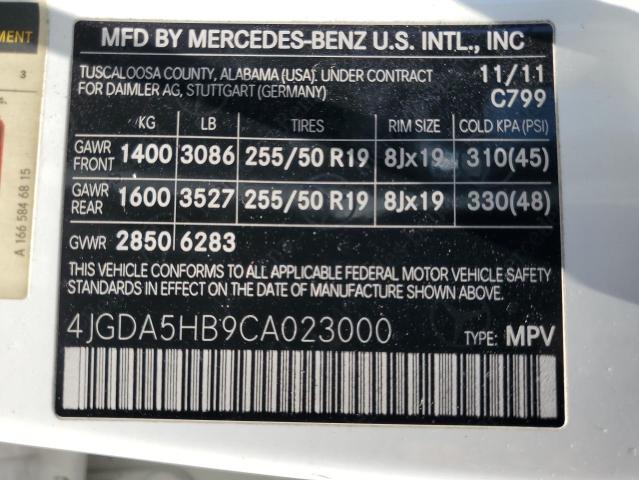 MFD BY MERCEDES-BENZ U.S. INTL., INC
TUSCALOOSA COUNTY, ALABAMA (USA). UNDER CONTRACT 11/11
FOR DAIMLER AG, STUTTGART (GERMANY) C799
KG LB TIRES RIM SIZE COLD KPA (PSI)
GAWR FRONT 1400 3086 255/50 R19 8Jx19 310(45)
GAWR REAR 1600 3527 255/50 R19 8Jx19 330(48)
GVWR 2850 6283
THIS VEHICLE CONFORMS TO ALL APPLICABLE FEDERAL MOTOR VEHICLE SAFETY
STANDARDS IN EFFECT ON THE DATE OF MANUFACTURE SHOWN ABOVE.
4JGDA5HB9CA023000 TYPE: MPV
EMENT
3
A 166 584 68 15